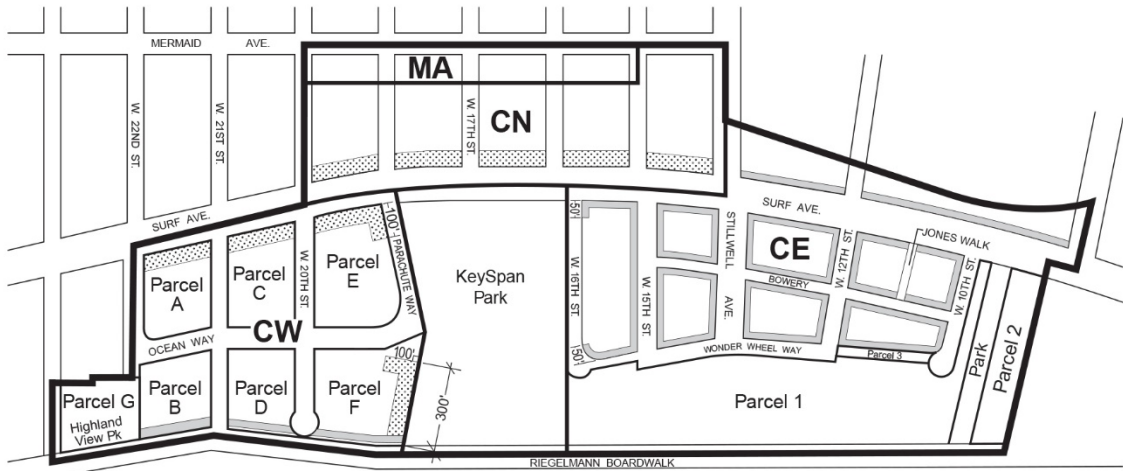 MERMAID AVE.
MA
CN
W. 22ND ST.
W. 21ST ST.
W. 17TH ST.
SURF AVE.
SURF AVE.
100'
PARACHUTE WAY
50'
STILLWELL AVE.
W. 12TH ST.
JONES WALK
CE
Parcel
A
Parcel
C
W. 20TH ST.
Parcel
E
KeySpan
Park
W. 16TH ST.
W. 15TH ST.
BOWERY
W. 10TH ST.
CW
OCEAN WAY
100'
50'
WONDER WHEEL WAY
Parcel 3
Park
Parcel 2
Parcel G
Highland
View Pk
Parcel
B
Parcel
D
Parcel
F
300'
Parcel 1
RIEGELMANN BOARDWALK